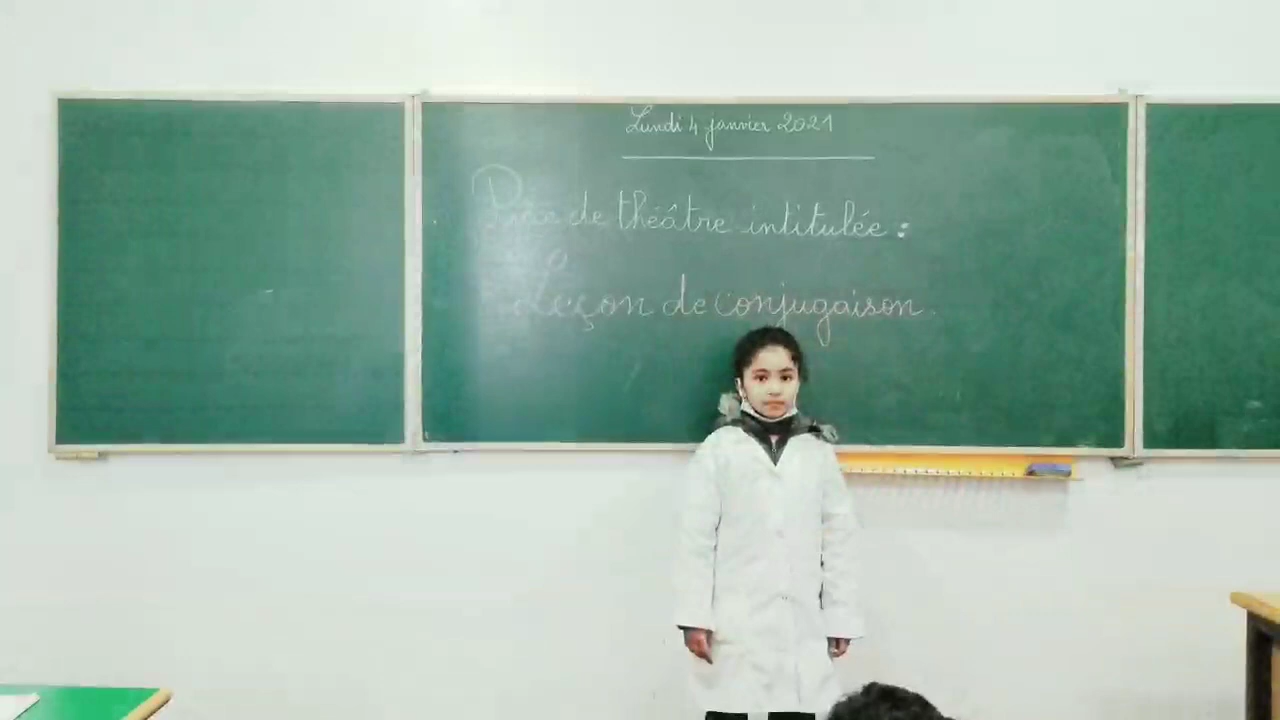 Lundi 4 janvier 2021
Pièce de théâtre intitulée :
Leçon de conjugaison.